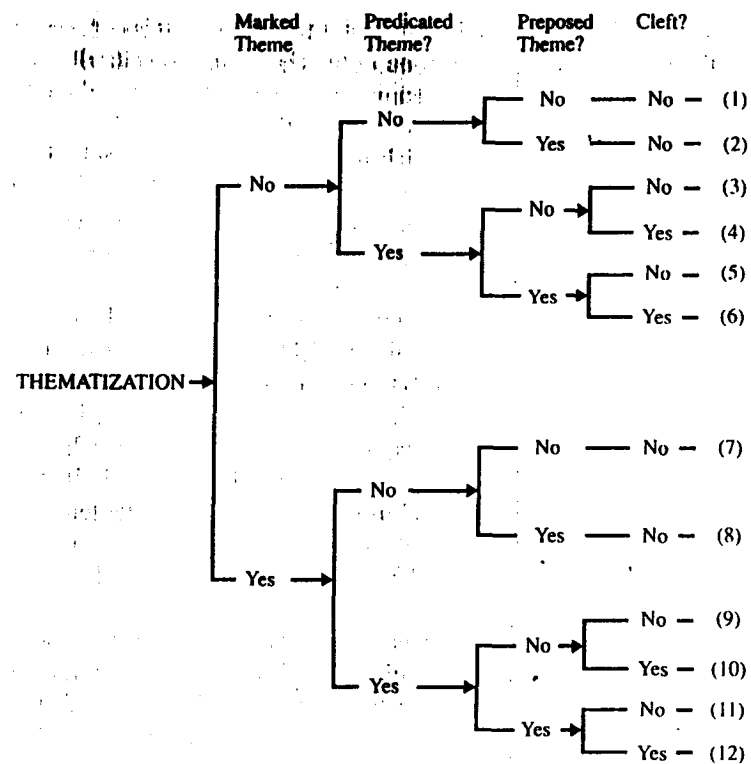 Marked Predicated Preposed Cleft?
Theme Theme? Theme?
No No (1)
No
Yes No (2)
No
No (3)
No
Yes (4)
Yes
No (5)
Yes
Yes (6)
THEMATIZATION
No No (7)
No
Yes No (8)
Yes
No (9)
No
Yes (10)
Yes
No (11)
Yes
Yes (12)